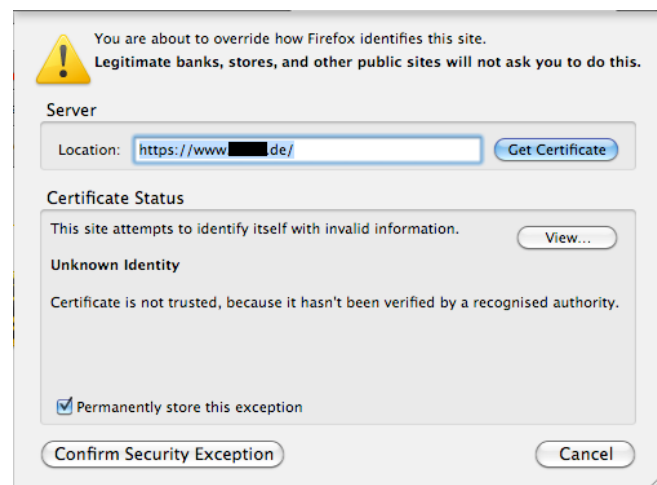 You are about to override how Firefox identifies this site.
Legitimate banks, stores, and other public sites will not ask you to do this.
Server
Location: https://www .de/ Get Certificate
Certificate Status
This site attempts to identify itself with invalid information. View...
Unknown Identity
Certificate is not trusted, because it hasn't been verified by a recognised authority.
Permanently store this exception
Confirm Security Exception Cancel